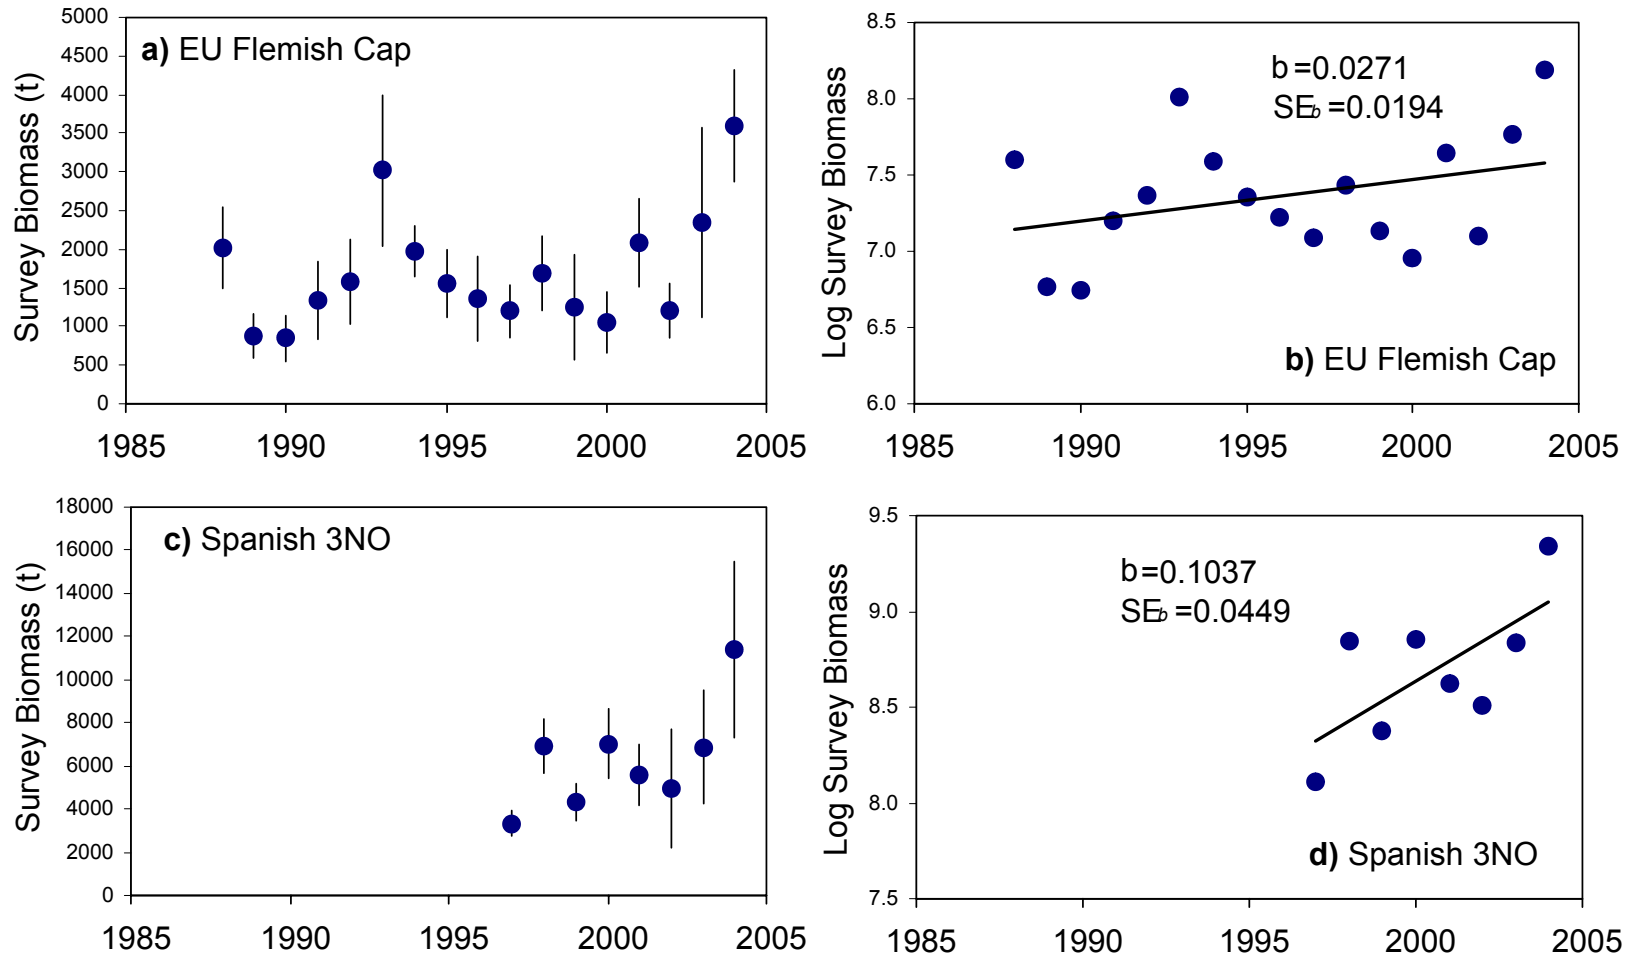 a) EU Flemish Cap
Survey Biomass (t)
5000
4500
4000
3500
3000
2500
2000
1500
1000
500
0
1985 1990 1995 2000 2005
b=0.0271
SEb=0.0194
Log Survey Biomass
8.5
8.0
7.5
7.0
6.5
6.0
b) EU Flemish Cap
1985 1990 1995 2000 2005
c) Spanish 3NO
Survey Biomass (t)
18000
16000
14000
12000
10000
8000
6000
4000
2000
0
1985 1990 1995 2000 2005
b=0.1037
SEb=0.0449
Log Survey Biomass
9.5
9.0
8.5
8.0
7.5
d) Spanish 3NO
1985 1990 1995 2000 2005